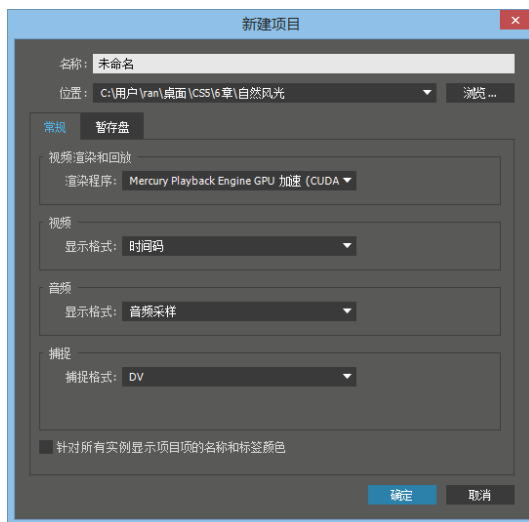 新建项目
名称: 未命名
位置: C:\用户\ran\桌面\CS5\6章\自然风光 浏览...
常规 暂存盘
视频渲染和回放
渲染程序: Mercury Playback Engine GPU 加速 (CUDA
视频
显示格式: 时间码
音频
显示格式: 音频采样
捕捉
捕捉格式: DV
针对所有实例显示项目项的名称和标签颜色
确定 取消